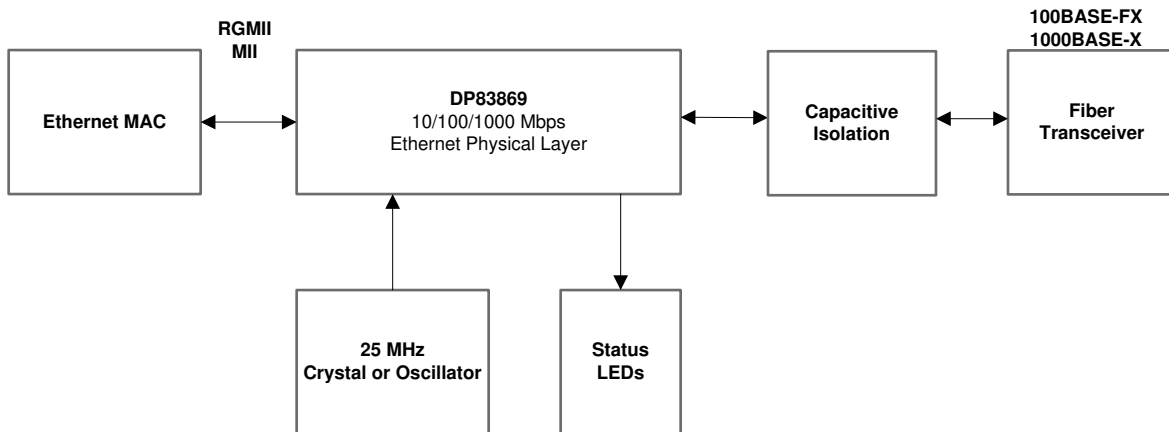 RGMII
MII
100BASE-FX
1000BASE-X
Ethernet MAC
DP83869
10/100/1000 Mbps
Ethernet Physical Layer
Capacitive
Isolation
Fiber
Transceiver
25 MHz
Crystal or Oscillator
Status
LEDs